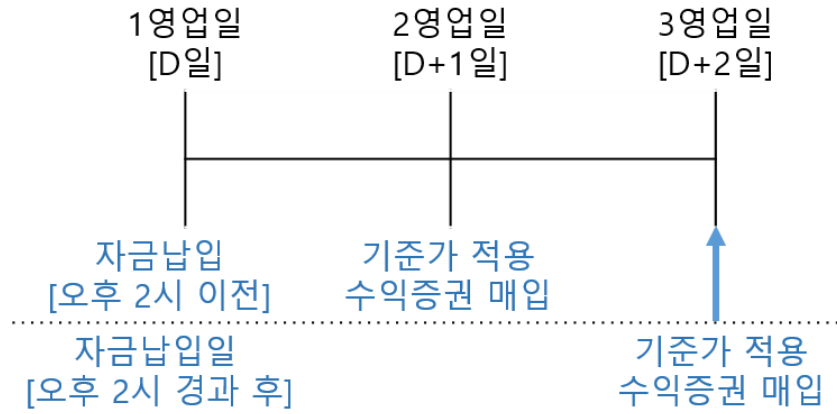 1영업일
[D일]
2영업일
[D+1일]
3영업일
[D+2일]
자금납입
[오후 2시 이전]
기준가 적용
수익증권 매입
자금납입일
[오후 2시 경과 후]
기준가 적용
수익증권 매입